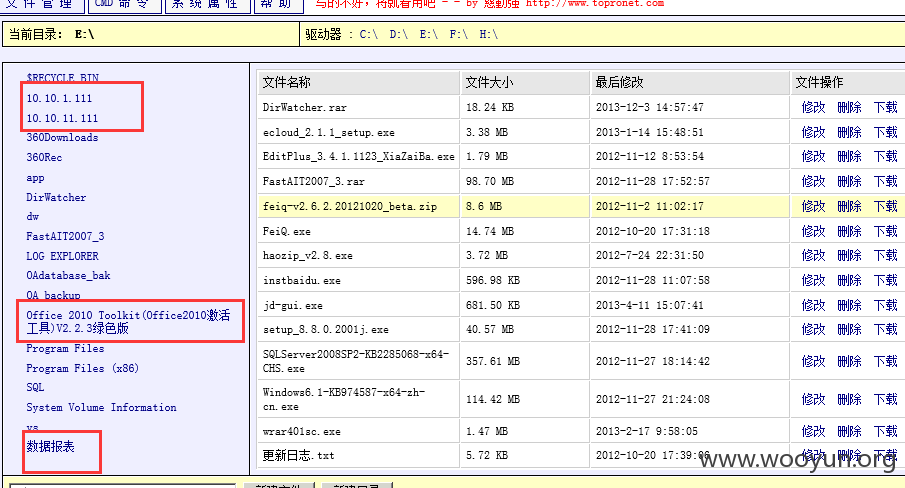 文 件 管 理 CMD 命 令 系 统 属 性 帮 助 写的不好，将就着用吧 - - by 慈勤強 http://www.topronet.com
当前目录: E:\ 驱动器 : C:\ D:\ E:\ F:\ H:\
$RECYCLE.BIN
10.10.1.111
10.10.11.111
360Downloads
360Rec
app
DirWatcher
dw
FastAIT2007_3
LOG EXPLORER
OAdatabase_bak
OA_backup
Office 2010 Toolkit(Office2010激活
工具)V2.2.3绿色版
Program Files
Program Files (x86)
SQL
System Volume Information
数据报表
文件名称 文件大小 最后修改 文件操作
DirWatcher.rar 18.24 KB 2013-12-3 14:57:47 修改 删除 下载
ecloud_2.1.1_setup.exe 3.38 MB 2013-1-14 15:48:51 修改 删除 下载
EditPlus_3.4.1.1123_XiaZaiBa.exe 1.79 MB 2012-11-12 8:53:54 修改 删除 下载
FastAIT2007_3.rar 98.70 MB 2012-11-28 17:52:57 修改 删除 下载
feiq-v2.6.2.20121020_beta.zip 8.6 MB 2012-11-2 11:02:17 修改 删除 下载
FeiQ.exe 14.74 MB 2012-10-20 17:31:18 修改 删除 下载
haozip_v2.8.exe 3.72 MB 2012-7-24 22:31:50 修改 删除 下载
instbaidu.exe 596.98 KB 2012-11-28 11:07:58 修改 删除 下载
jd-gui.exe 681.50 KB 2013-4-11 15:07:41 修改 删除 下载
setup_8.8.0.2001j.exe 40.57 MB 2012-11-28 17:41:09 修改 删除 下载
SQLServer2008SP2-KB2285068-x64-
CHS.exe 357.61 MB 2012-11-27 18:14:42 修改 删除 下载
Windows6.1-KB974587-x64-zh-
cn.exe 114.42 MB 2012-11-27 21:24:08 修改 删除 下载
wrar401sc.exe 1.47 MB 2013-2-17 9:58:05 修改 删除 下载
更新日志.txt 5.72 KB 2012-10-20 17:39:06 修改 删除 下载
www.wooyun.org
新建文件 新建目录